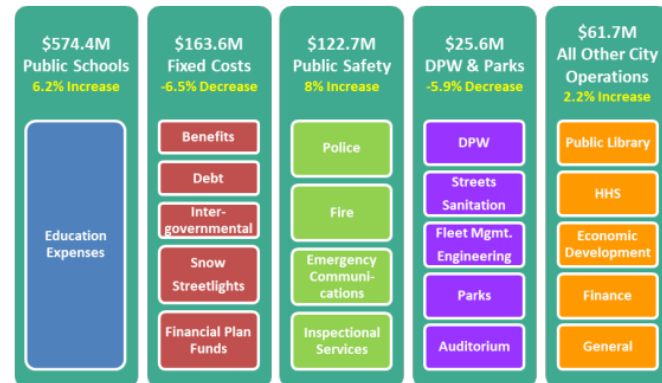 $574.4M
Public Schools
6.2% Increase
Education
Expenses
$163.6M
Fixed Costs
-6.5% Decrease
Benefits
Debt
Inter-
governmental
Snow
Streetlights
Financial Plan
Funds
$122.7M
Public Safety
8% Increase
Police
Fire
Emergency
Communi-
cations
Inspectional
Services
$25.6M
DPW & Parks
-5.9% Decrease
DPW
Streets
Sanitation
Fleet Mgmt.
Engineering
Parks
Auditorium
$61.7M
All Other City
Operations
2.2% Increase
Public Library
HHS
Economic
Development
Finance
General